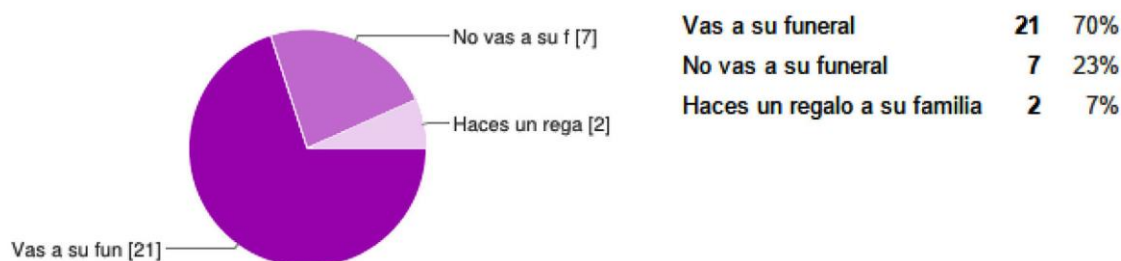 No vas a su f [7]
Haces un rega [2]
Vas a su fun [21]
Vas a su funeral 21 70%
No vas a su funeral 7 23%
Haces un regalo a su familia 2 7%